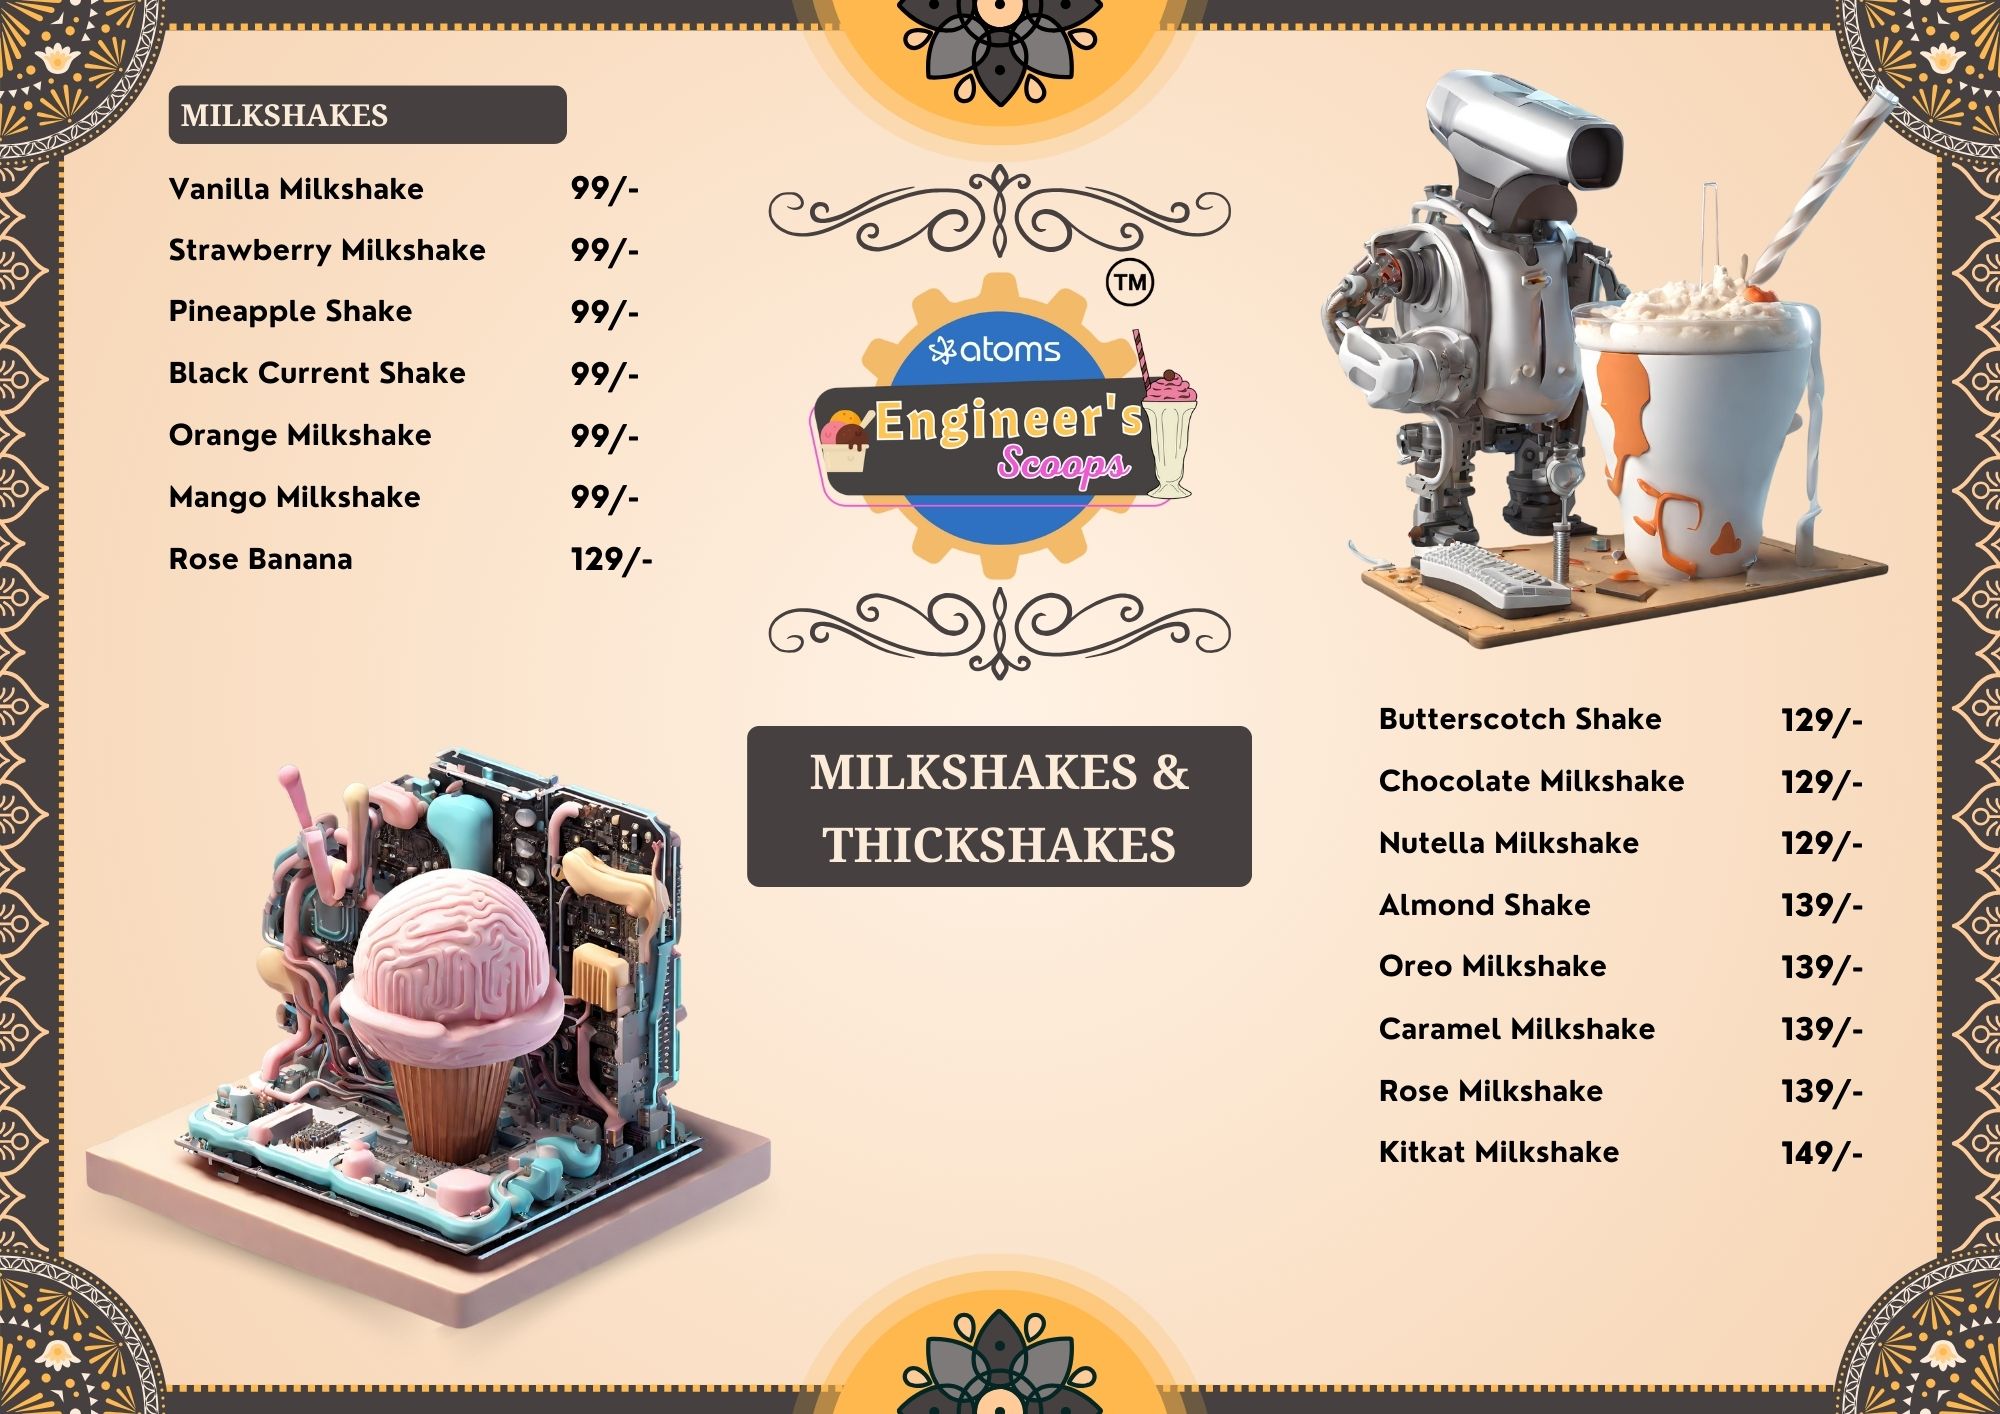 MILKSHAKES
Vanilla Milkshake 99/-
Strawberry Milkshake 99/-
Pineapple Shake 99/-
Black Current Shake 99/-
Orange Milkshake 99/-
Mango Milkshake 99/-
Rose Banana 129/-
TM
atoms
Engineer's
Scoops
MILKSHAKES &
THICKSHAKES
Butterscotch Shake 129/-
Chocolate Milkshake 129/-
Nutella Milkshake 129/-
Almond Shake 139/-
Oreo Milkshake 139/-
Caramel Milkshake 139/-
Rose Milkshake 139/-
Kitkat Milkshake 149/-